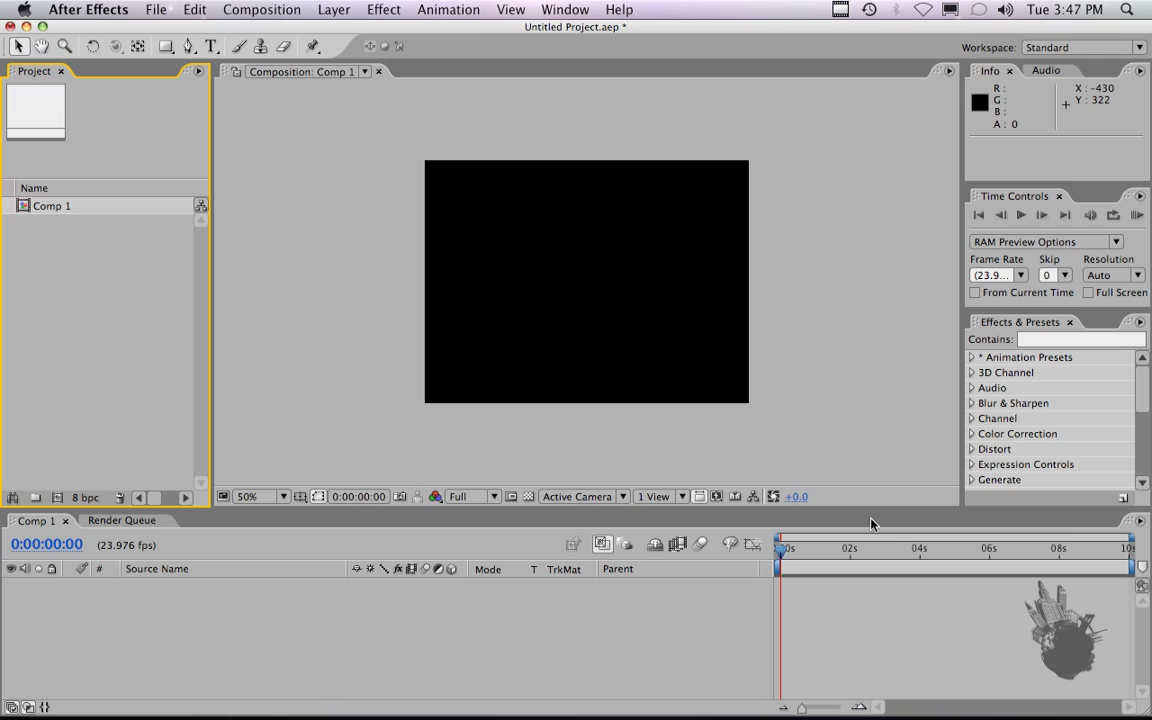 After Effects File Edit Composition Layer Effect Animation View Window Help Tue 3:47 PM
Untitled Project.aep *
T Workspace: Standard
Project × Composition: Comp 1 × Info × Audio
R : X : -430
G : Y : 322
B :
A : 0
Name
Comp 1
Time Controls ×
RAM Preview Options
Frame Rate Skip Resolution
(23.9... 0 Auto
From Current Time Full Screen
Effects & Presets ×
Contains:
* Animation Presets
3D Channel
Audio
Blur & Sharpen
Channel
Color Correction
Distort
Expression Controls
Generate
8 bpc 50% 0:00:00:00 Full Active Camera 1 View +0.0
Comp 1 × Render Queue
0:00:00:00 (23.976 fps) 00s 02s 04s 06s 08s 10s
# Source Name fx Mode T TrkMat Parent